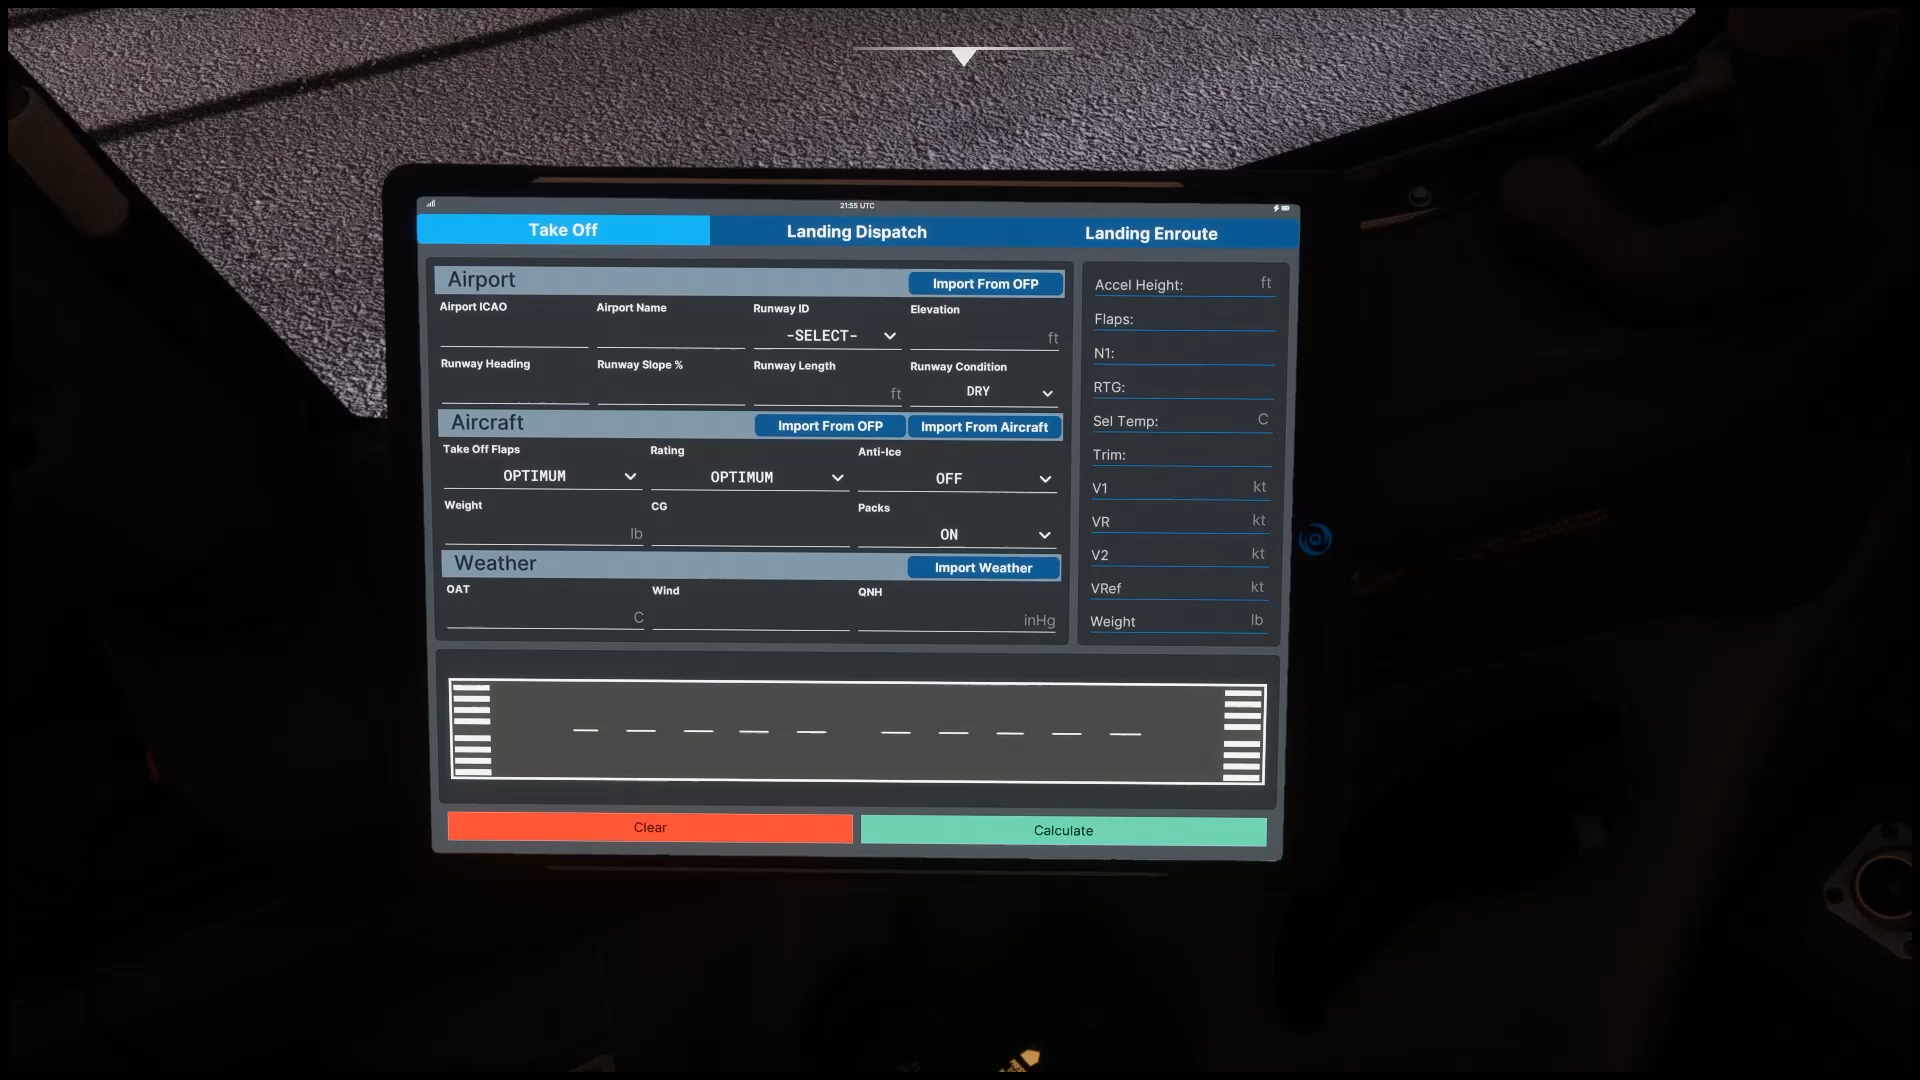 21:55 UTC
Take Off Landing Dispatch Landing Enroute
Airport Import From OFP
Airport ICAO Airport Name Runway ID Elevation
-SELECT- ft
Runway Heading Runway Slope % Runway Length Runway Condition
ft DRY
Aircraft Import From OFP Import From Aircraft
Take Off Flaps Rating Anti-Ice
OPTIMUM OPTIMUM OFF
Weight CG Packs
lb ON
Weather Import Weather
OAT Wind QNH
C inHg
Accel Height: ft
Flaps:
N1:
RTG:
Sel Temp: C
Trim:
V1 kt
VR kt
V2 kt
VRef kt
Weight lb
Clear Calculate